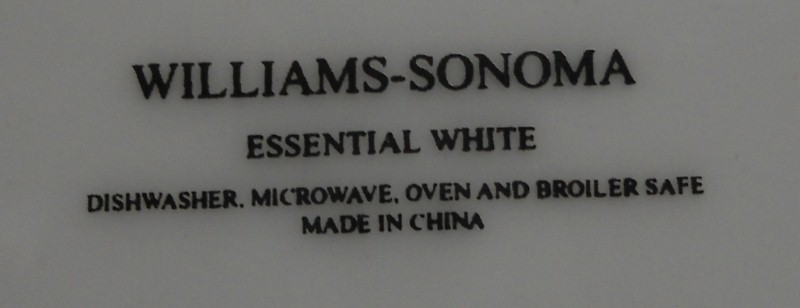 WILLIAMS-SONOMA
ESSENTIAL WHITE
DISHWASHER, MICROWAVE, OVEN AND BROILER SAFE
MADE IN CHINA